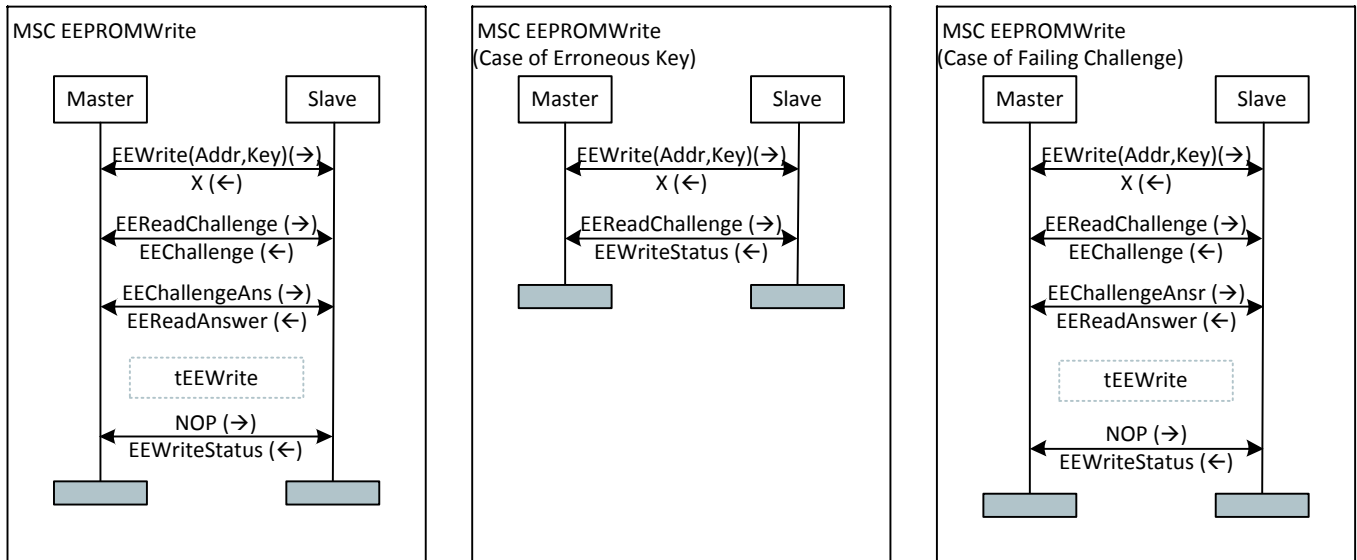 MSC EEPROMWrite
Master
Slave
EEWrite(Addr,Key)(→)
X (←)
EEReadChallenge (→)
EEChallenge (←)
EEChallengeAns (→)
EEReadAnswer (←)
tEEWrite
NOP (→)
EEWriteStatus (←)
MSC EEPROMWrite
(Case of Erroneous Key)
Master
Slave
EEWrite(Addr,Key)(→)
X (←)
EEReadChallenge (→)
EEWriteStatus (←)
MSC EEPROMWrite
(Case of Failing Challenge)
Master
Slave
EEWrite(Addr,Key)(→)
X (←)
EEReadChallenge (→)
EEChallenge (←)
EEChallengeAnsr (→)
EEReadAnswer (←)
tEEWrite
NOP (→)
EEWriteStatus (←)